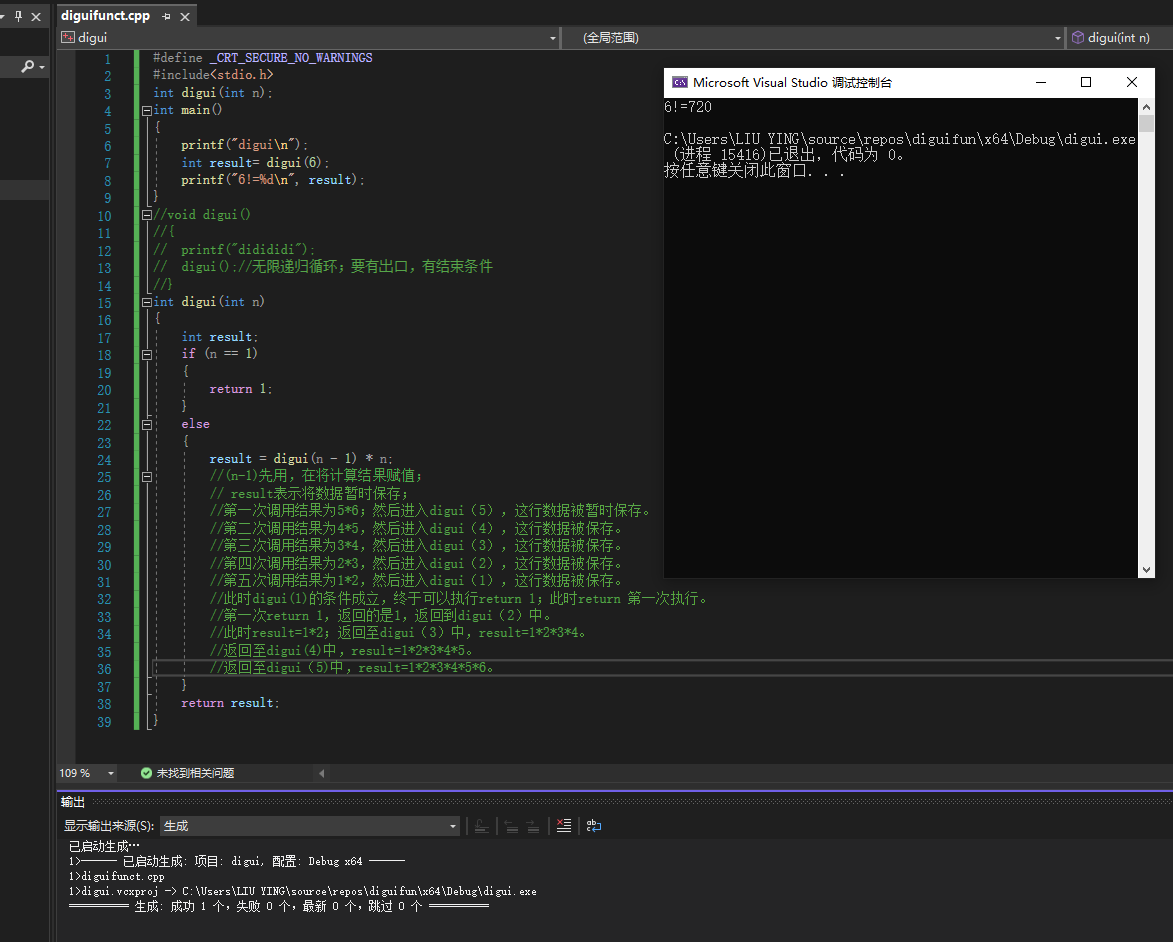 diguifunct.cpp
digui
(全局范围)
digui(int n)
1 #define _CRT_SECURE_NO_WARNINGS
2 #include<stdio.h>
3 int digui(int n);
4 int main()
5 {
6 printf("digui\n");
7 int result= digui(6);
8 printf("6!=%d\n", result);
9 }
10 //void digui()
11 //{
12 // printf("didididi");
13 // digui();//无限递归循环；要有出口，有结束条件
14 //}
15 int digui(int n)
16 {
17 int result;
18 if (n == 1)
19 {
20 return 1;
21 }
22 else
23 {
24 result = digui(n - 1) * n;
25 //(n-1)先用，在将计算结果赋值；
26 // result表示将数据暂时保存；
27 //第一次调用结果为5*6；然后进入digui（5），这行数据被暂时保存。
28 //第二次调用结果为4*5，然后进入digui（4），这行数据被保存。
29 //第三次调用结果为3*4，然后进入digui（3），这行数据被保存。
30 //第四次调用结果为2*3，然后进入digui（2），这行数据被保存。
31 //第五次调用结果为1*2，然后进入digui（1），这行数据被保存。
32 //此时digui(1)的条件成立，终于可以执行return 1；此时return 第一次执行。
33 //第一次return 1，返回的是1，返回到digui（2）中。
34 //此时result=1*2；返回至digui（3）中，result=1*2*3*4。
35 //返回至digui(4)中，result=1*2*3*4*5。
36 //返回至digui（5)中，result=1*2*3*4*5*6。
37 }
38 return result;
39 }
Microsoft Visual Studio 调试控制台
6!=720
C:\Users\LIU YING\source\repos\diguifun\x64\Debug\digui.exe
(进程 15416)已退出，代码为 0。
按任意键关闭此窗口. . .
109 %
未找到相关问题
输出
显示输出来源(S): 生成
已启动生成…
1>------ 已启动生成: 项目: digui, 配置: Debug x64 ------
1>diguifunct.cpp
1>digui.vcxproj -> C:\Users\LIU YING\source\repos\diguifun\x64\Debug\digui.exe
========== 生成: 成功 1 个，失败 0 个，最新 0 个，跳过 0 个 ==========